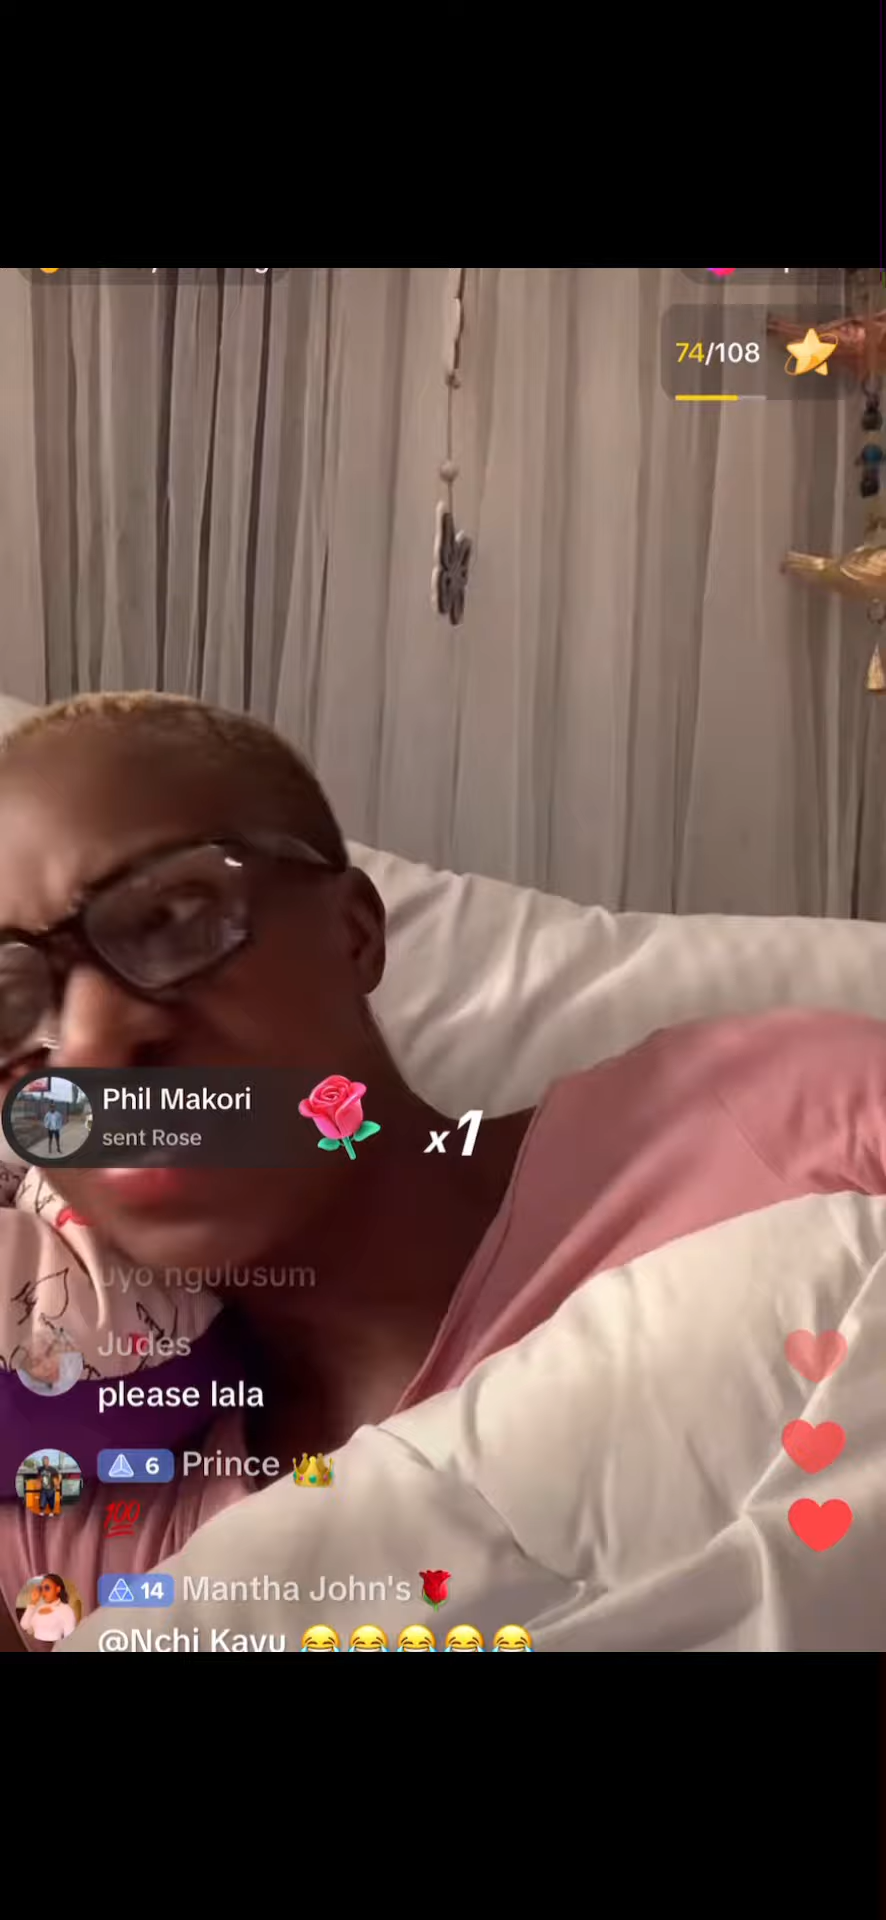 74/108
Phil Makori
sent Rose
x1
uyo ngulusum
Judes
please lala
6 Prince 👑
💯
14 Mantha John's🌹
@Nchi Kavu 😂😂😂😂😂